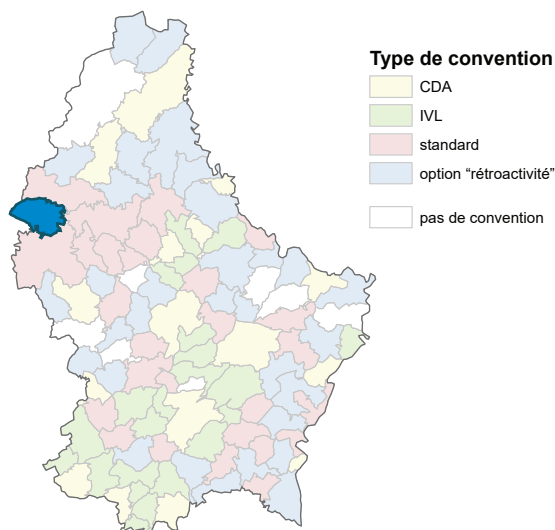 Type de convention
CDA
IVL
standard
option “rétroactivité”
pas de convention